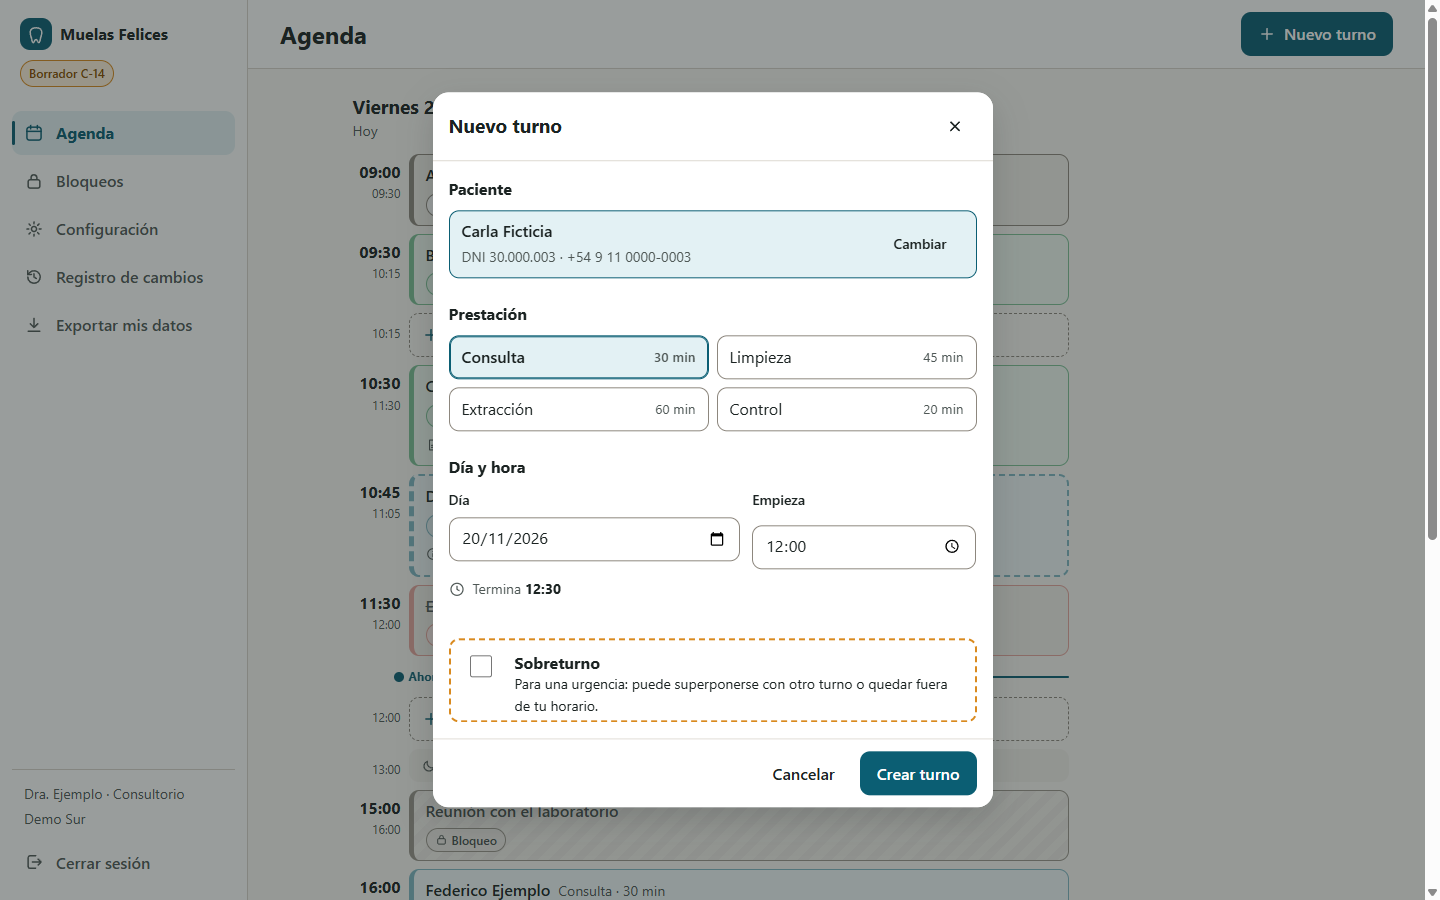 Muelas Felices
Borrador C-14
Agenda
Bloqueos
Configuración
Registro de cambios
Exportar mis datos
Dra. Ejemplo · Consultorio
Demo Sur
Cerrar sesión
Agenda
+ Nuevo turno
Viernes 2
Hoy
09:00
09:30
09:30
10:15
10:15
10:30
11:30
10:45
11:05
11:30
12:00
12:00
13:00
15:00
16:00
Reunión con el laboratorio
Bloqueo
16:00
Federico Ejemplo Consulta · 30 min
Nuevo turno
Paciente
Carla Ficticia
DNI 30.000.003 · +54 9 11 0000-0003
Cambiar
Prestación
Consulta 30 min
Limpieza 45 min
Extracción 60 min
Control 20 min
Día y hora
Día
20/11/2026
Empieza
12:00
Termina 12:30
Sobreturno
Para una urgencia: puede superponerse con otro turno o quedar fuera
de tu horario.
Cancelar
Crear turno